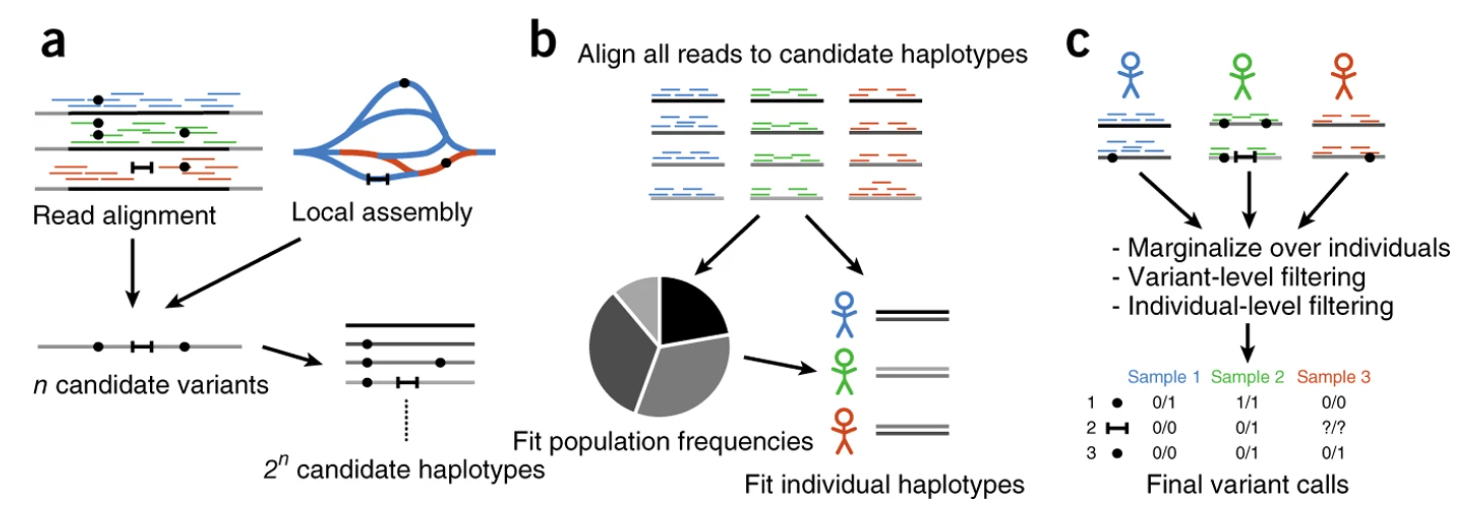 a
Read alignment
Local assembly
n candidate variants
2ⁿ candidate haplotypes
b
Align all reads to candidate haplotypes
Fit population frequencies
Fit individual haplotypes
c
- Marginalize over individuals
- Variant-level filtering
- Individual-level filtering
Sample 1 Sample 2 Sample 3
1 0/1 1/1 0/0
2 0/0 0/1 ?/?
3 0/0 0/1 0/1
Final variant calls